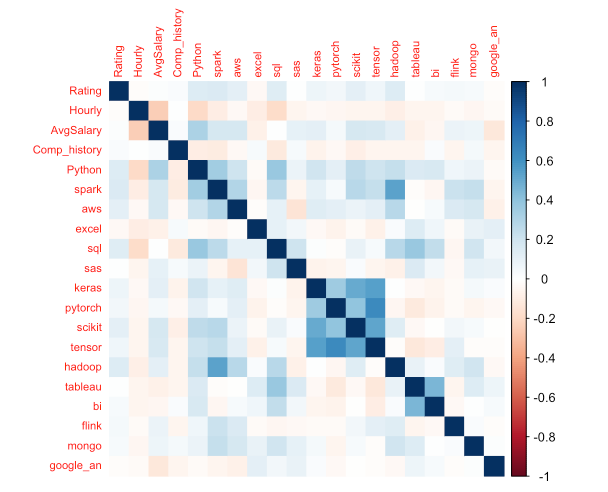 Rating
Hourly
AvgSalary
Comp_history
Python
spark
aws
excel
sql
sas
keras
pytorch
scikit
tensor
hadoop
tableau
bi
flink
mongo
google_an
Rating
Hourly
AvgSalary
Comp_history
Python
spark
aws
excel
sql
sas
keras
pytorch
scikit
tensor
hadoop
tableau
bi
flink
mongo
google_an
1
0.8
0.6
0.4
0.2
0
-0.2
-0.4
-0.6
-0.8
-1